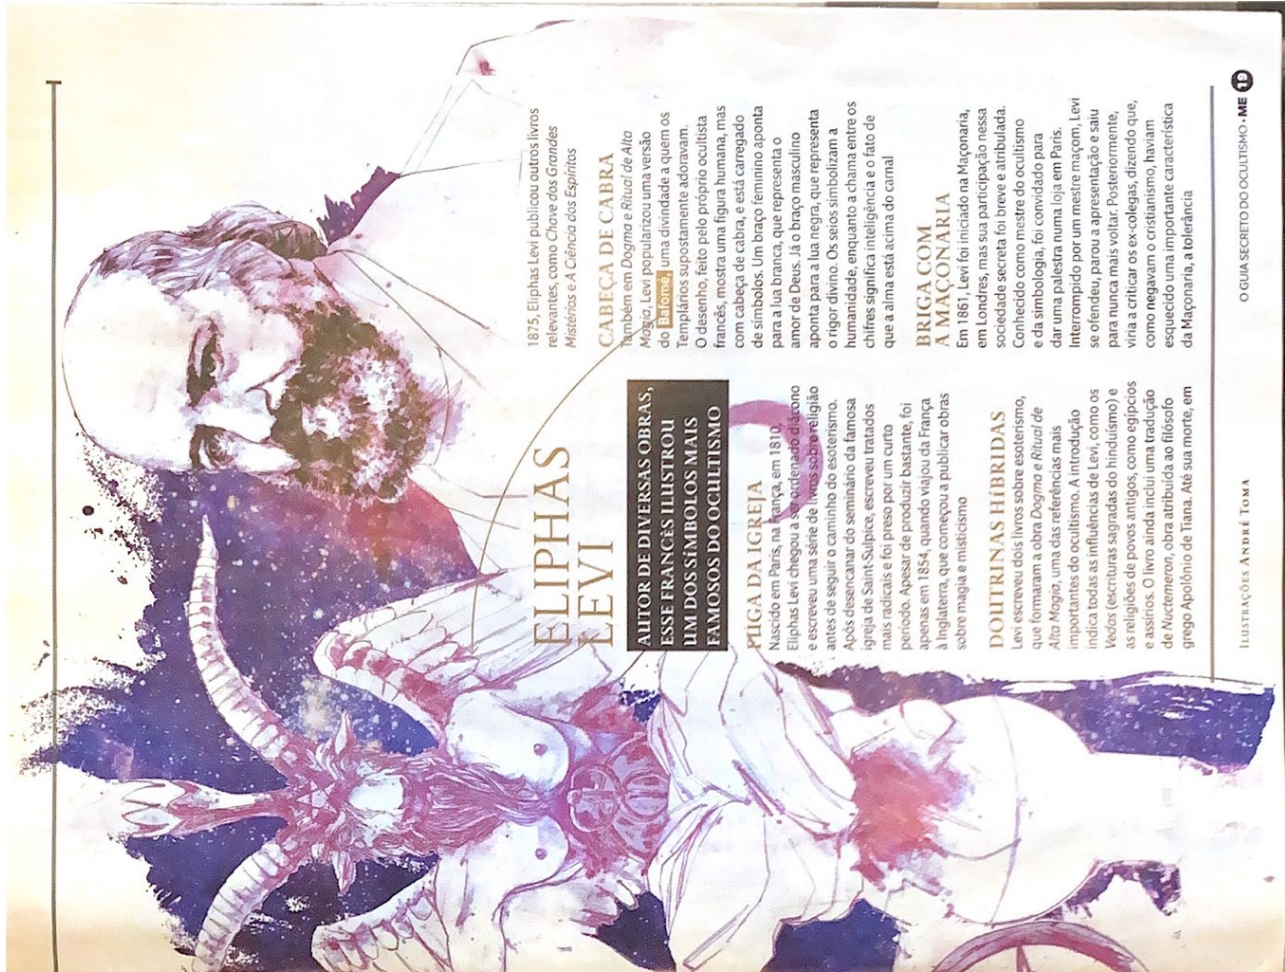 ELIPHAS
LEVI
AUTOR DE DIVERSAS OBRAS,
ESSE FRANCÊS ILUSTROU
UM DOS SÍMBOLOS MAIS
FAMOSOS DO OCULTISMO
FUGA DA IGREJA
Nascido em Paris, na França, em 1810,
Eliphas Levi chegou a ser ordenado diácono
e escreveu uma série de livros sobre religião
antes de seguir o caminho do esoterismo.
Após desencanar do seminário da famosa
igreja de Saint-Sulpice, escreveu tratados
mais radicais e foi preso por um curto
período. Apesar de produzir bastante, foi
apenas em 1854, quando viajou da França
à Inglaterra, que começou a publicar obras
sobre magia e misticismo
DOUTRINAS HÍBRIDAS
Levi escreveu dois livros sobre esoterismo,
que formaram a obra Dogma e Ritual de
Alta Magia, uma das referências mais
importantes do ocultismo. A introdução
indica todas as influências de Levi, como os
Vedas (escrituras sagradas do hinduísmo) e
as religiões de povos antigos, como egípcios
e assírios. O livro ainda inclui uma tradução
de Nuctemeron, obra atribuída ao filósofo
grego Apolônio de Tiana. Até sua morte, em
1875, Eliphas Levi publicou outros livros
relevantes, como Chave dos Grandes
Mistérios e A Ciência dos Espíritos
CABEÇA DE CABRA
Também em Dogma e Ritual de Alta
Magia, Levi popularizou uma versão
do Bafomé, uma divindade a quem os
Templários supostamente adoravam.
O desenho, feito pelo próprio ocultista
francês, mostra uma figura humana, mas
com cabeça de cabra, e está carregado
de símbolos. Um braço feminino aponta
para a lua branca, que representa o
amor de Deus. Já o braço masculino
aponta para a lua negra, que representa
o rigor divino. Os seios simbolizam a
humanidade, enquanto a chama entre os
chifres significa inteligência e o fato de
que a alma está acima do carnal
BRIGA COM
A MAÇONARIA
Em 1861, Levi foi iniciado na Maçonaria,
em Londres, mas sua participação nessa
sociedade secreta foi breve e atribulada.
Conhecido como mestre do ocultismo
e da simbologia, foi convidado para
dar uma palestra numa loja em Paris.
Interrompido por um mestre maçom, Levi
se ofendeu, parou a apresentação e saiu
para nunca mais voltar. Posteriormente,
viria a criticar os ex-colegas, dizendo que,
como negavam o cristianismo, haviam
esquecido uma importante característica
da Maçonaria, a tolerância
ILUSTRAÇÕES ANDRÉ TOMA
O GUIA SECRETO DO OCULTISMO • ME 19